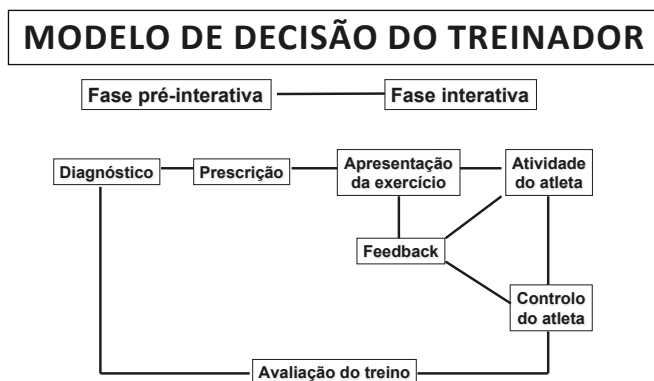 MODELO DE DECISÃO DO TREINADOR
Fase pré-interativa
Fase interativa
Diagnóstico
Prescrição
Apresentação
da exercício
Atividade
do atleta
Feedback
Controlo
do atleta
Avaliação do treino